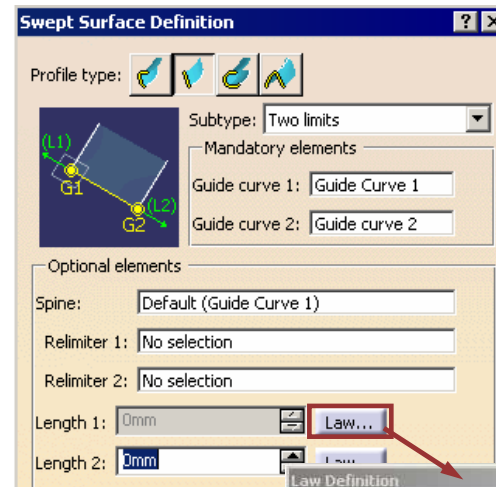 Swept Surface Definition ? X
Profile type:
Subtype: Two limits
Mandatory elements
(L1)
G1
Guide curve 1: Guide Curve 1
(L2)
G2
Guide curve 2: Guide curve 2
Optional elements
Spine: Default (Guide Curve 1)
Relimiter 1: No selection
Relimiter 2: No selection
Length 1: 0mm Law...
Length 2: 0mm Law...
Law Definition